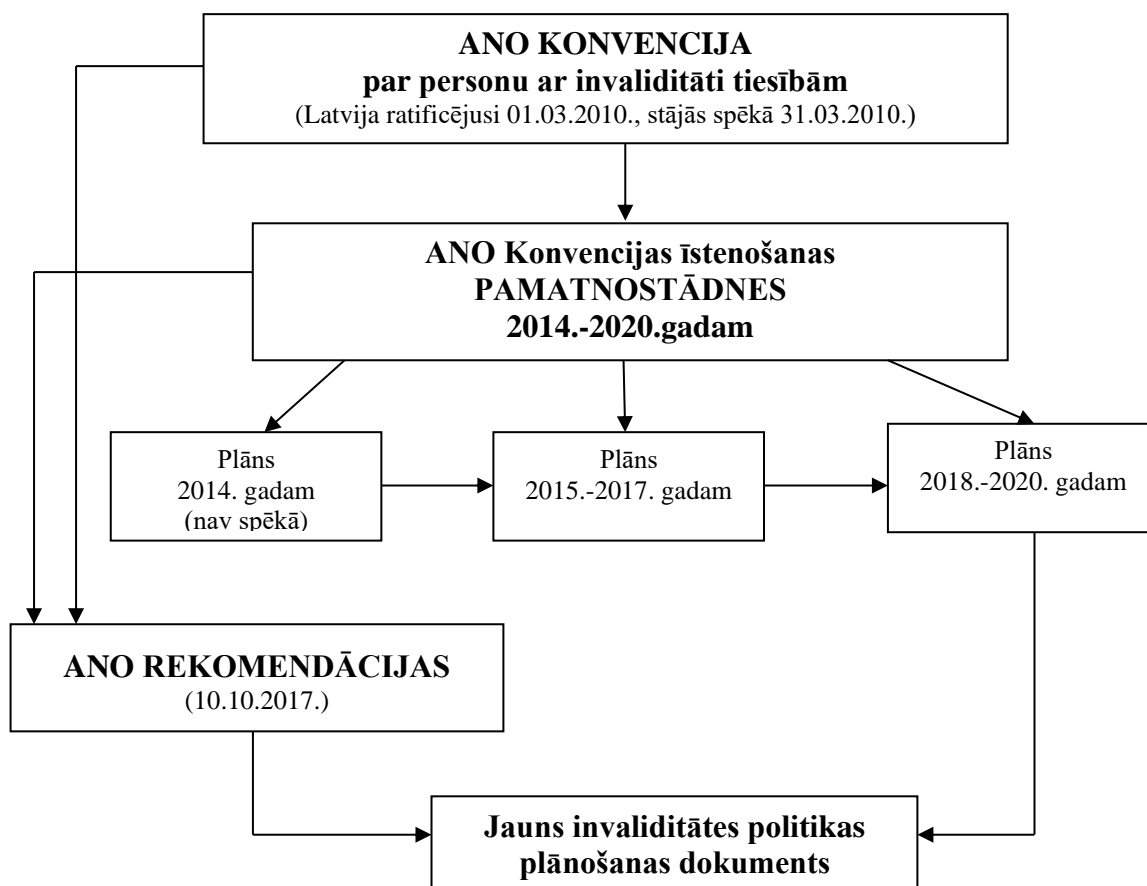 ANO KONVENCIJA
par personu ar invaliditāti tiesībām
(Latvija ratificējusi 01.03.2010., stājās spēkā 31.03.2010.)
ANO Konvencijas īstenošanas
PAMATNOSTĀDNES
2014.-2020.gadam
Plāns
2014. gadam
(nav spēkā)
Plāns
2015.-2017. gadam
Plāns
2018.-2020. gadam
ANO REKOMENDĀCIJAS
(10.10.2017.)
Jauns invaliditātes politikas
plānošanas dokuments